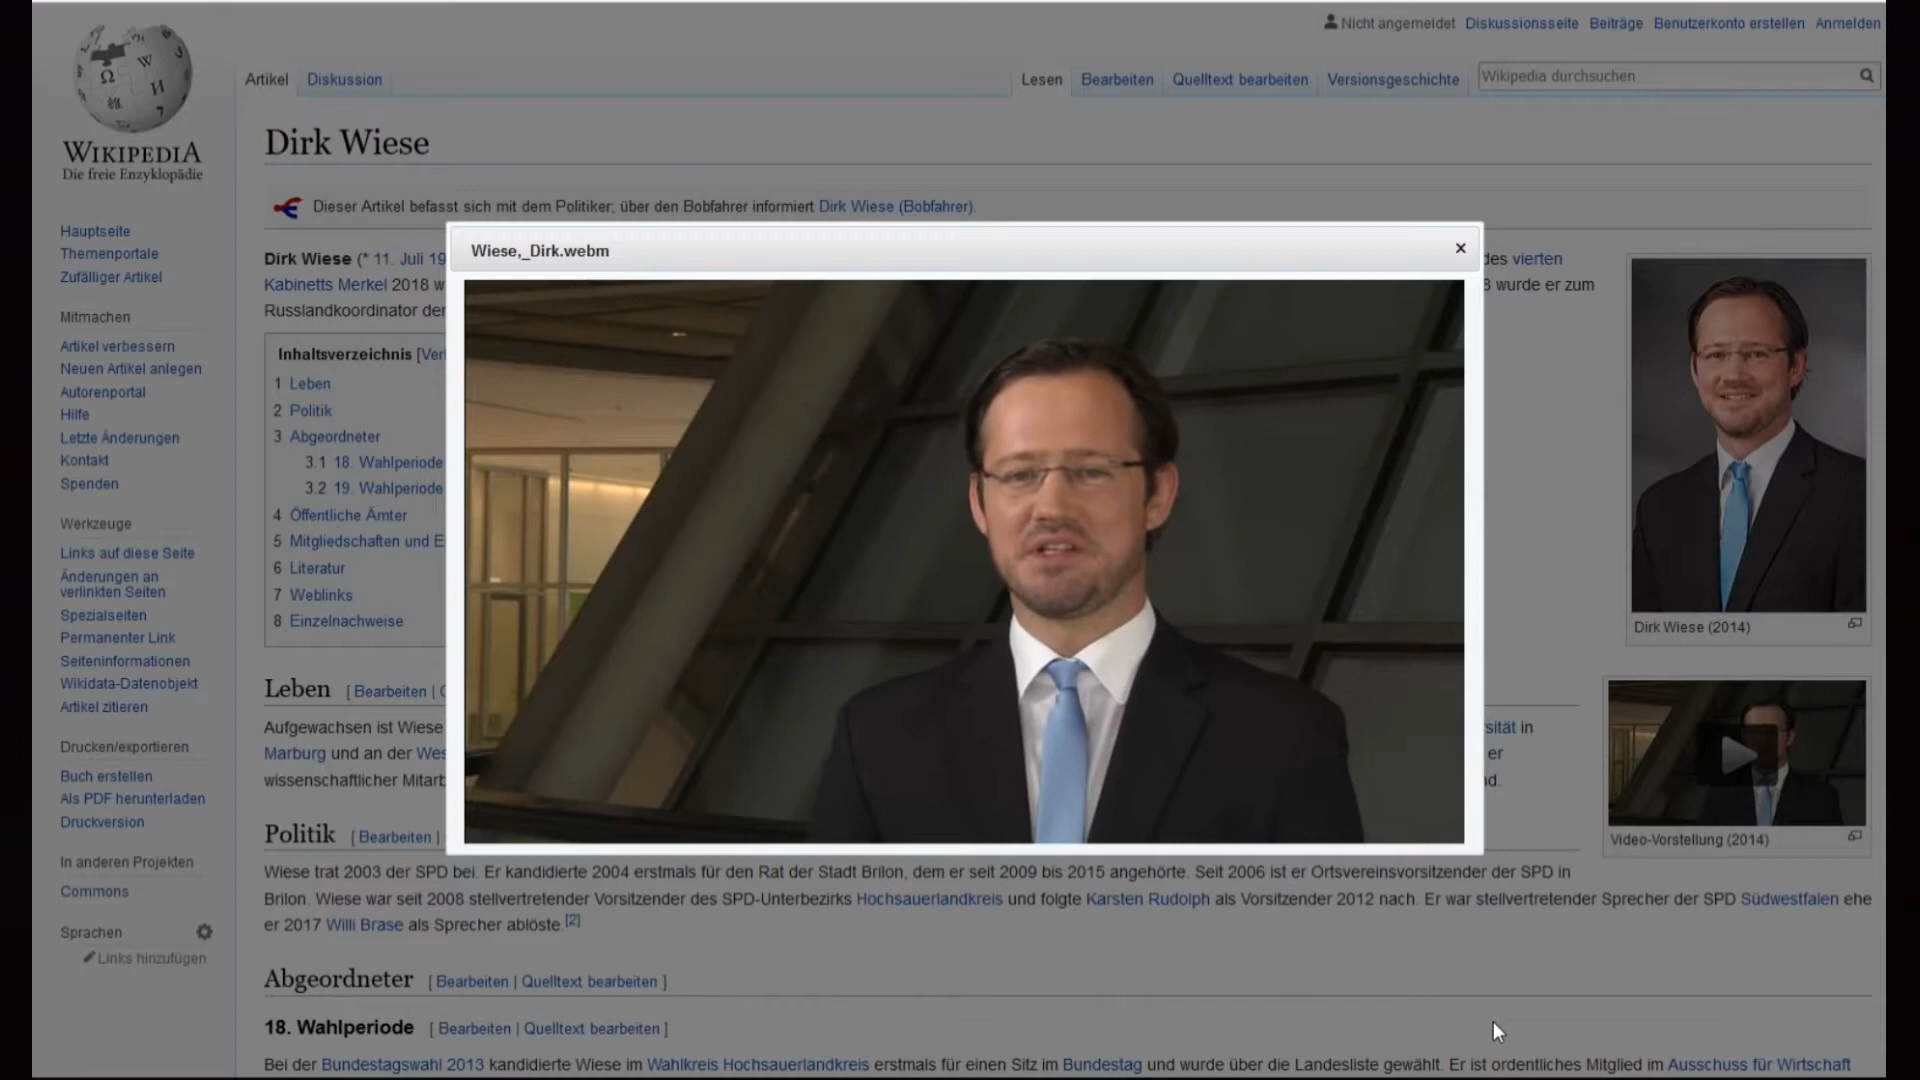 Nicht angemeldet Diskussionsseite Beiträge Benutzerkonto erstellen Anmelden
Artikel Diskussion Lesen Bearbeiten Quelltext bearbeiten Versionsgeschichte Wikipedia durchsuchen
WIKIPEDIA
Die freie Enzyklopädie
Hauptseite
Themenportale
Zufälliger Artikel
Mitmachen
Artikel verbessern
Neuen Artikel anlegen
Autorenportal
Hilfe
Letzte Änderungen
Kontakt
Spenden
Werkzeuge
Links auf diese Seite
Änderungen an
verlinkten Seiten
Spezialseiten
Permanenter Link
Seiteninformationen
Wikidata-Datenobjekt
Artikel zitieren
Drucken/exportieren
Buch erstellen
Als PDF herunterladen
Druckversion
In anderen Projekten
Commons
Sprachen
Links hinzufügen
Dirk Wiese
Dieser Artikel befasst sich mit dem Politiker; über den Bobfahrer informiert Dirk Wiese (Bobfahrer).
Wiese,_Dirk.webm ×
Dirk Wiese (* 11. Juli 19 des vierten
Kabinetts Merkel 2018 w 8 wurde er zum
Russlandkoordinator der
Inhaltsverzeichnis [Ver
1 Leben
2 Politik
3 Abgeordneter
3.1 18. Wahlperiode
3.2 19. Wahlperiode
4 Öffentliche Ämter
5 Mitgliedschaften und E
6 Literatur
7 Weblinks
8 Einzelnachweise
Dirk Wiese (2014)
Video-Vorstellung (2014)
Leben [ Bearbeiten |
Aufgewachsen ist Wiese rsität in
Marburg und an der Wes er
wissenschaftlicher Mitarb nd.
Politik [ Bearbeiten |
Wiese trat 2003 der SPD bei. Er kandidierte 2004 erstmals für den Rat der Stadt Brilon, dem er seit 2009 bis 2015 angehörte. Seit 2006 ist er Ortsvereinsvorsitzender der SPD in
Brilon. Wiese war seit 2008 stellvertretender Vorsitzender des SPD-Unterbezirks Hochsauerlandkreis und folgte Karsten Rudolph als Vorsitzender 2012 nach. Er war stellvertretender Sprecher der SPD Südwestfalen ehe
er 2017 Willi Brase als Sprecher ablöste.[2]
Abgeordneter [ Bearbeiten | Quelltext bearbeiten ]
18. Wahlperiode [ Bearbeiten | Quelltext bearbeiten ]
Bei der Bundestagswahl 2013 kandidierte Wiese im Wahlkreis Hochsauerlandkreis erstmals für einen Sitz im Bundestag und wurde über die Landesliste gewählt. Er ist ordentliches Mitglied im Ausschuss für Wirtschaft